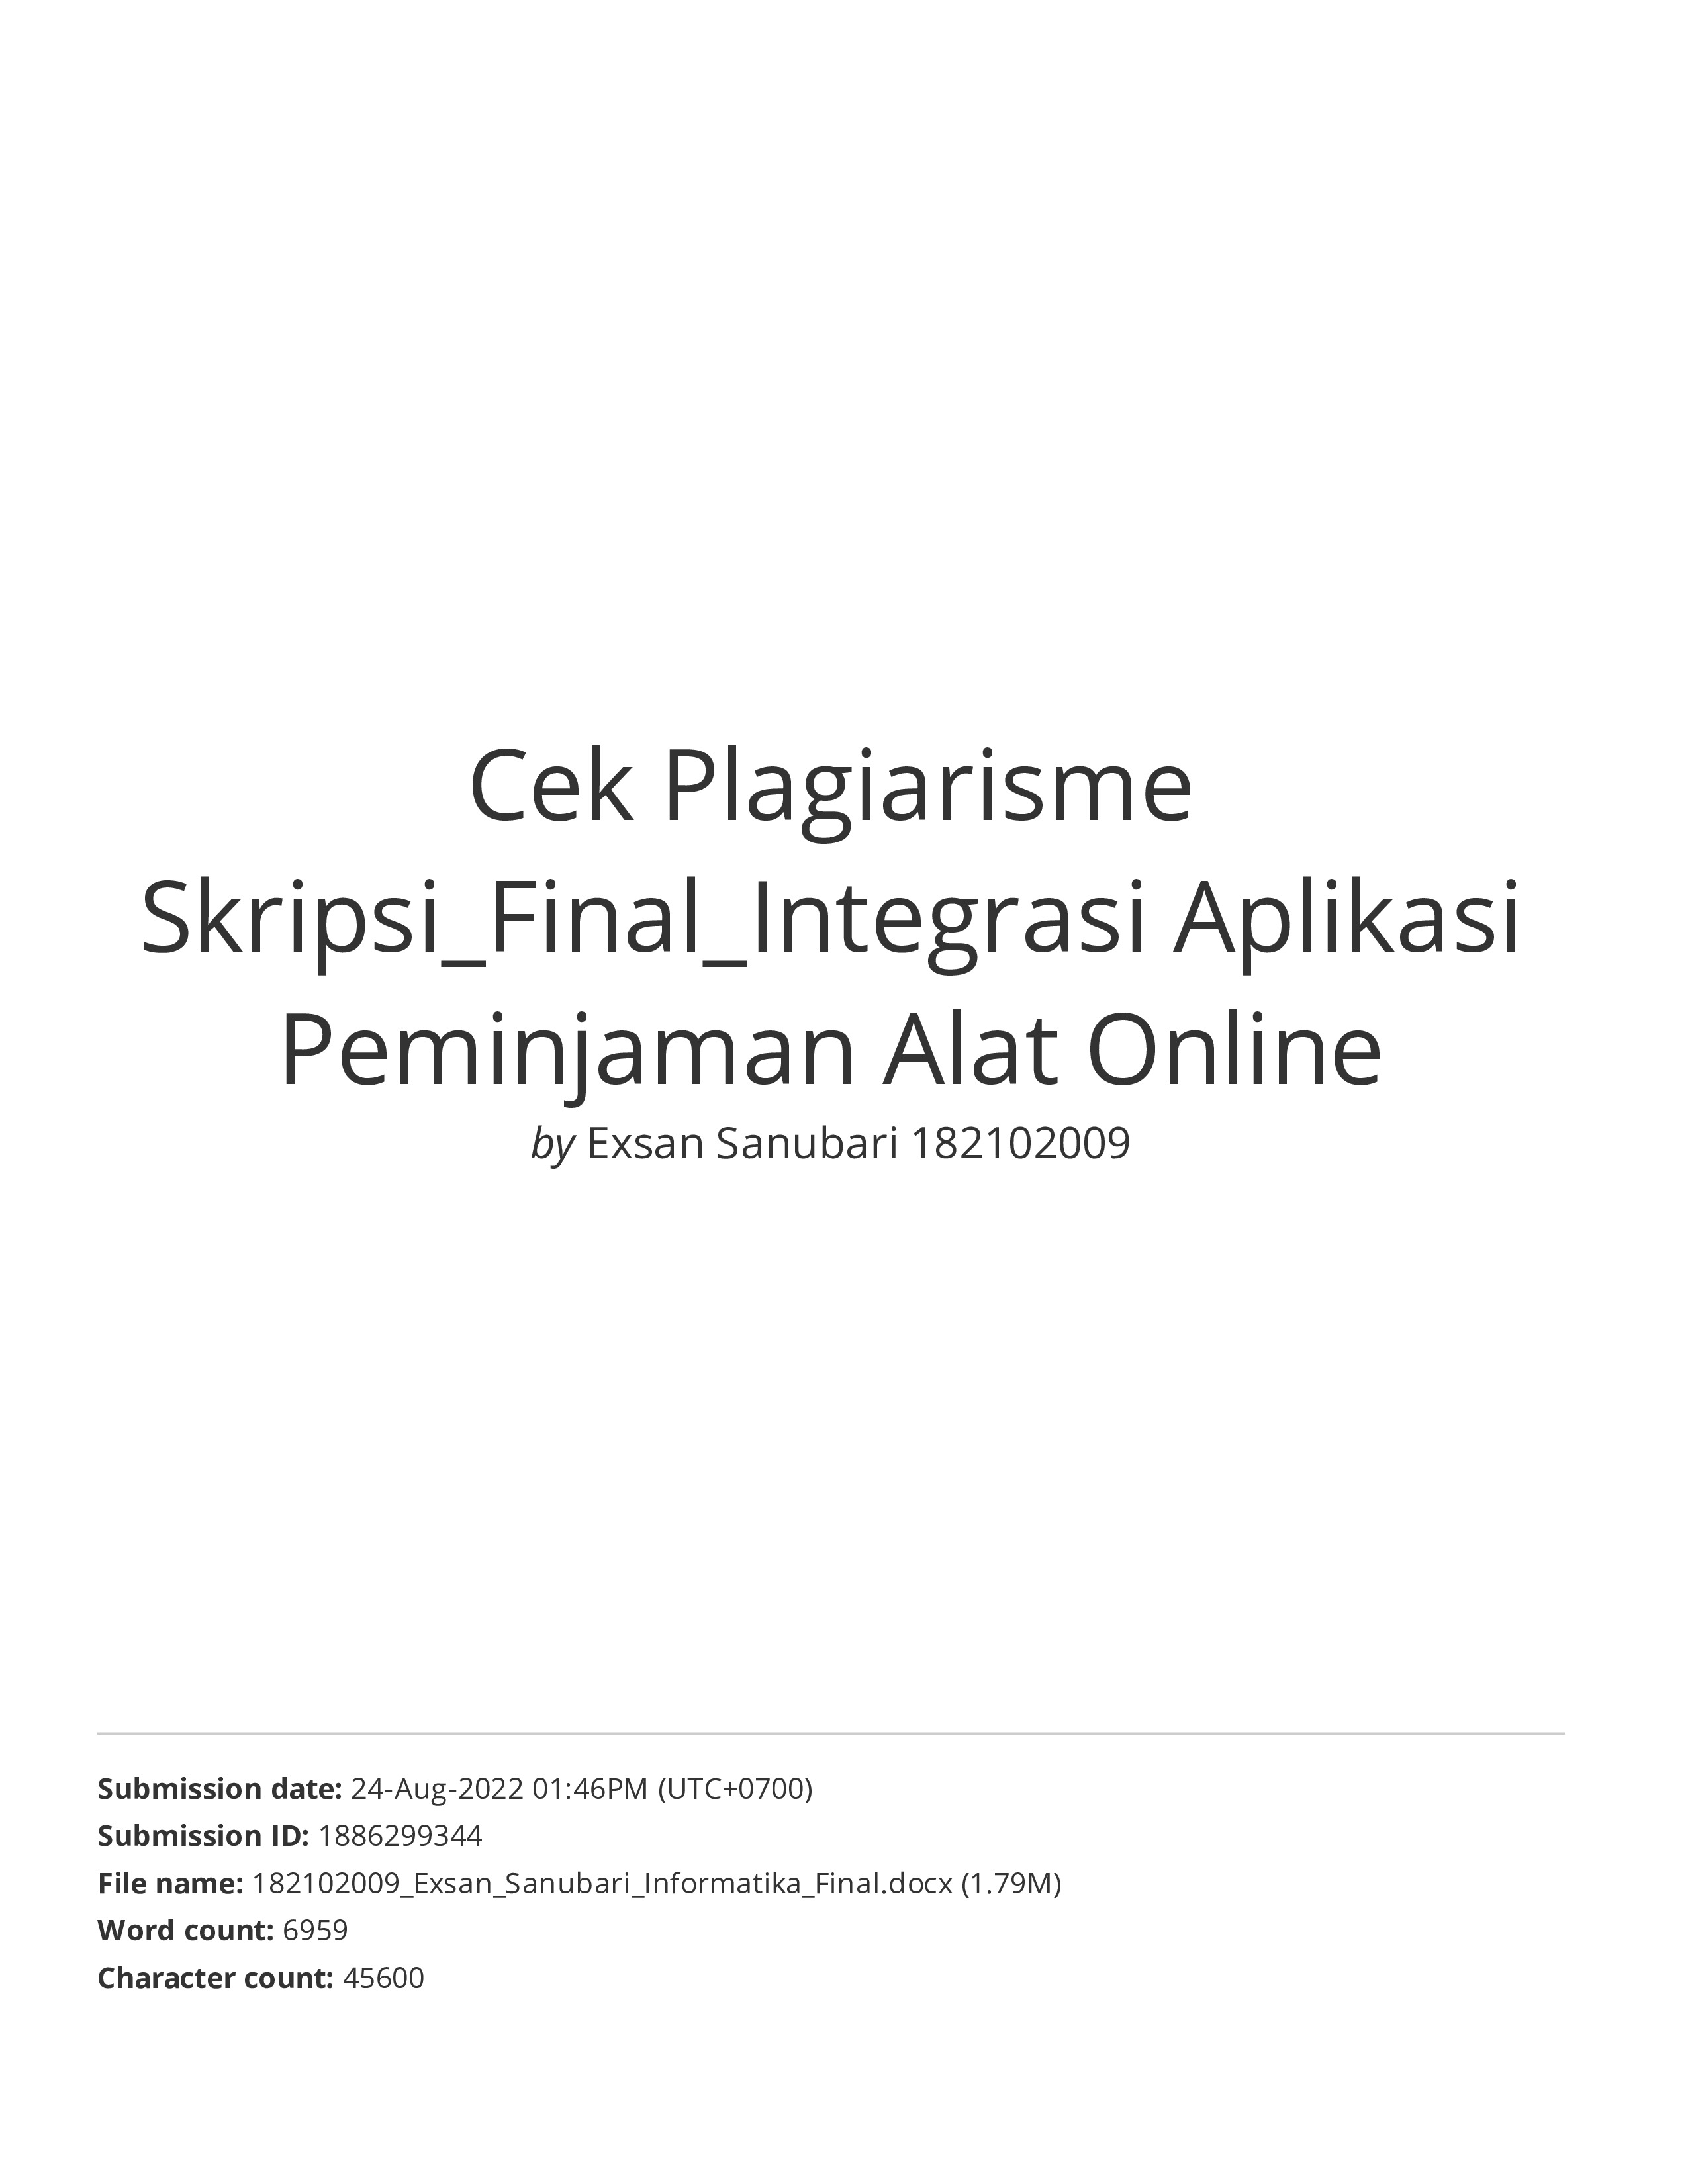 Cek Plagiarisme
Skripsi_Final_Integrasi Aplikasi
Peminjaman Alat Online
by Exsan Sanubari 182102009
Submission date: 24-Aug-2022 01:46PM (UTC+0700)
Submission ID: 1886299344
File name: 182102009_Exsan_Sanubari_Informatika_Final.docx (1.79M)
Word count: 6959
Character count: 45600